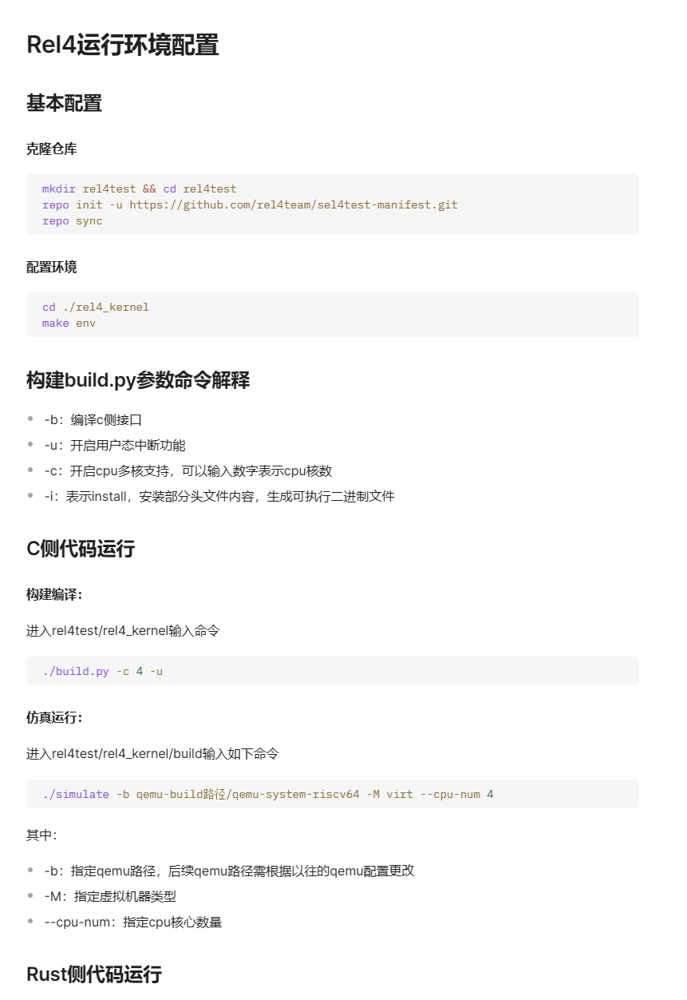 Rel4运行环境配置
基本配置
克隆仓库
mkdir rel4test && cd rel4test
repo init -u https://github.com/rel4team/sel4test-manifest.git
repo sync
配置环境
cd ./rel4_kernel
make env
构建build.py参数命令解释
-b：编译c侧接口
-u：开启用户态中断功能
-c：开启cpu多核支持，可以输入数字表示cpu核数
-i：表示install，安装部分头文件内容，生成可执行二进制文件
C侧代码运行
构建编译：
进入rel4test/rel4_kernel输入命令
./build.py -c 4 -u
仿真运行：
进入rel4test/rel4_kernel/build输入如下命令
./simulate -b qemu-build路径/qemu-system-riscv64 -M virt --cpu-num 4
其中：
-b：指定qemu路径，后续qemu路径需根据以往的qemu配置更改
-M：指定虚拟机器类型
--cpu-num：指定cpu核心数量
Rust侧代码运行